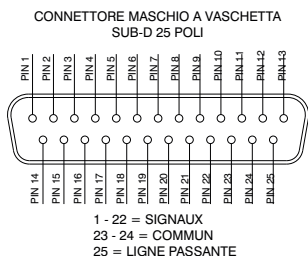 CONNETTORE MASCHIO A VASCHETTA
SUB-D 25 POLI
PIN 1
PIN 2
PIN 3
PIN 4
PIN 5
PIN 6
PIN 7
PIN 8
PIN 9
PIN 10
PIN 11
PIN 12
PIN 13
PIN 14
PIN 15
PIN 16
PIN 17
PIN 18
PIN 19
PIN 20
PIN 21
PIN 22
PIN 23
PIN 24
PIN 25
1 - 22 = SIGNAUX
23 - 24 = COMMUN
25 = LIGNE PASSANTE